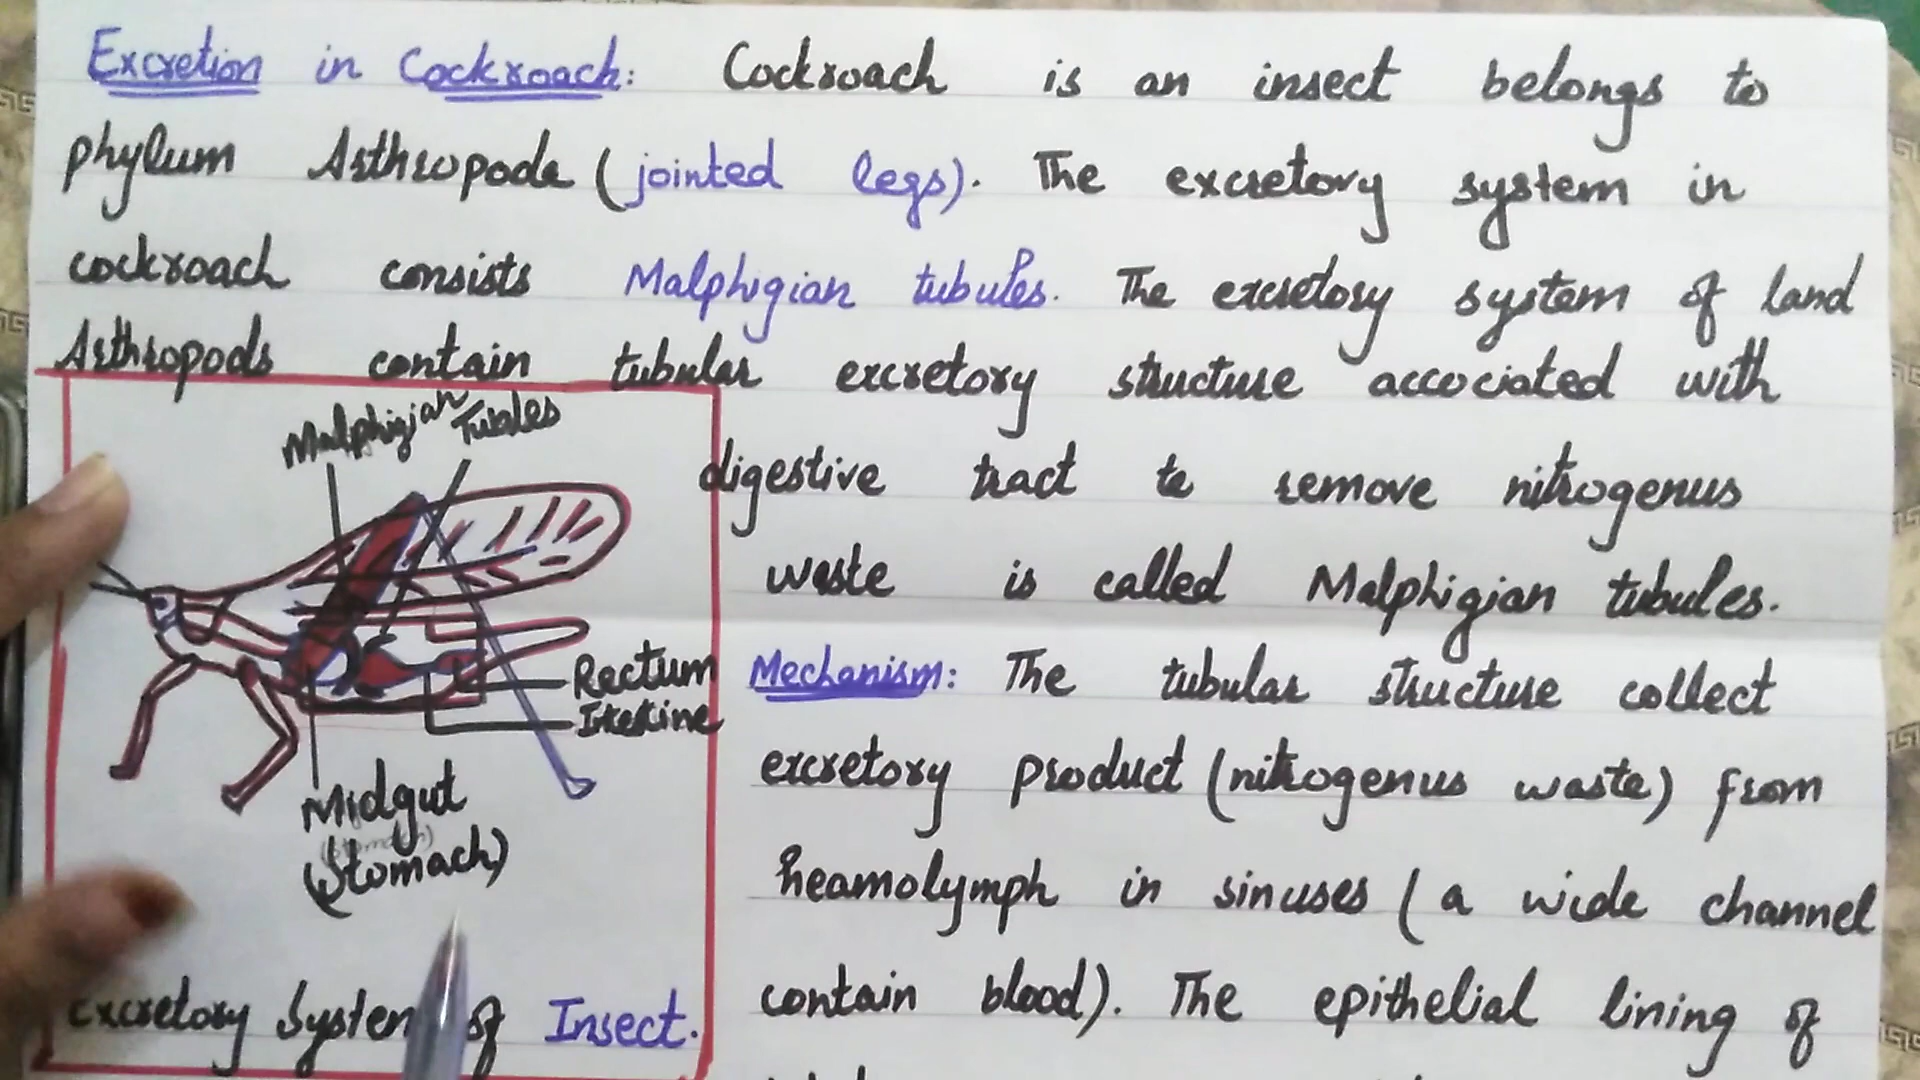 Excretion in Cockroach: Cockroach is an insect belongs to
phylum Arthropoda (jointed legs). The excretory system in
cockroach consists Malphigian tubules. The excretory system of land
Arthropods contain tubular excretory structure accociated with
digestive tract to remove nitrogenus
waste is called Malphigian tubules.
Mechanism: The tubular structure collect
excretory product (nitrogenus waste) from
heamolymph in sinuses (a wide channel
contain blood). The epithelial lining of
Malphigian Tubles
Rectum
Intestine
Midgut
(Stomach)
Excretory System of Insect.